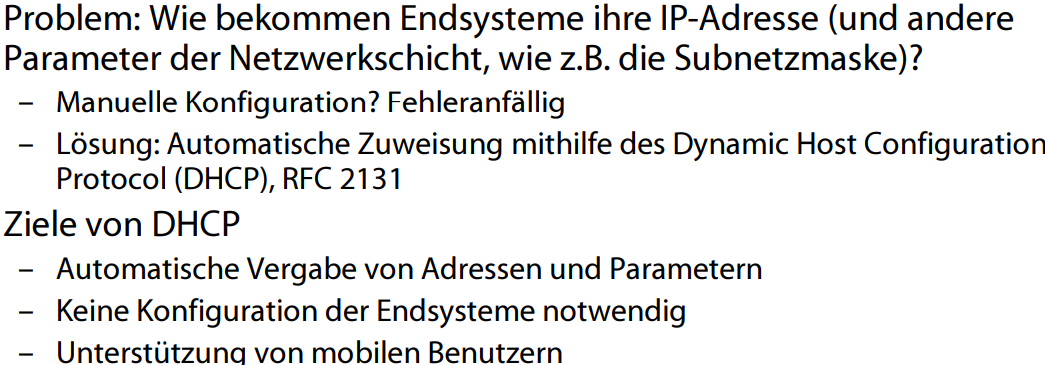 Problem: Wie bekommen Endsysteme ihre IP-Adresse (und andere
Parameter der Netzwerkschicht, wie z.B. die Subnetzmaske)?
– Manuelle Konfiguration? Fehleranfällig
– Lösung: Automatische Zuweisung mithilfe des Dynamic Host Configuration
Protocol (DHCP), RFC 2131
Ziele von DHCP
– Automatische Vergabe von Adressen und Parametern
– Keine Konfiguration der Endsysteme notwendig
– Unterstützung von mobilen Benutzern